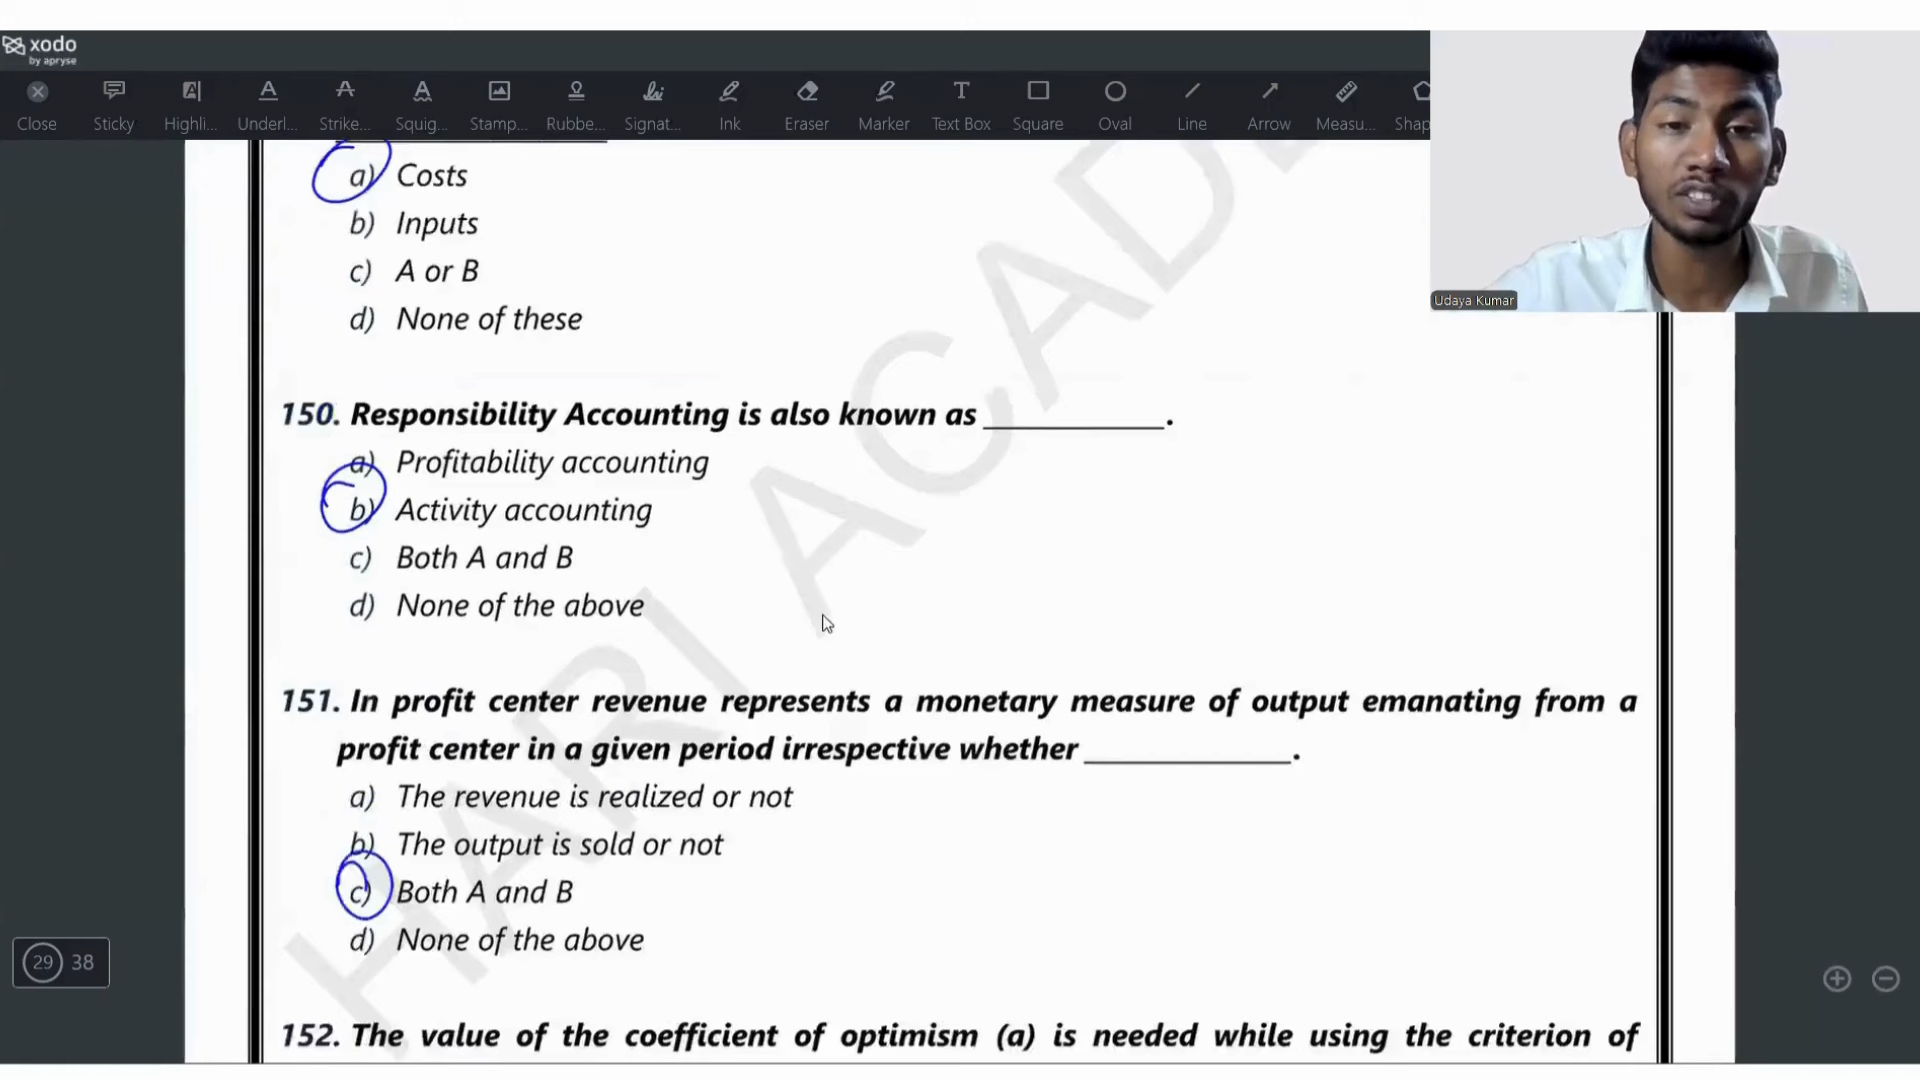 xodo
by apryse
Close Sticky Highli... Underl... Strike... Squig... Stamp... Rubbe... Signat... Ink Eraser Marker Text Box Square Oval Line Arrow Measu... Shap
Udaya Kumar
a) Costs
b) Inputs
c) A or B
d) None of these
150. Responsibility Accounting is also known as ____________.
a) Profitability accounting
b) Activity accounting
c) Both A and B
d) None of the above
151. In profit center revenue represents a monetary measure of output emanating from a
profit center in a given period irrespective whether ______________.
a) The revenue is realized or not
b) The output is sold or not
c) Both A and B
d) None of the above
152. The value of the coefficient of optimism (a) is needed while using the criterion of
29 38
HARI ACADE